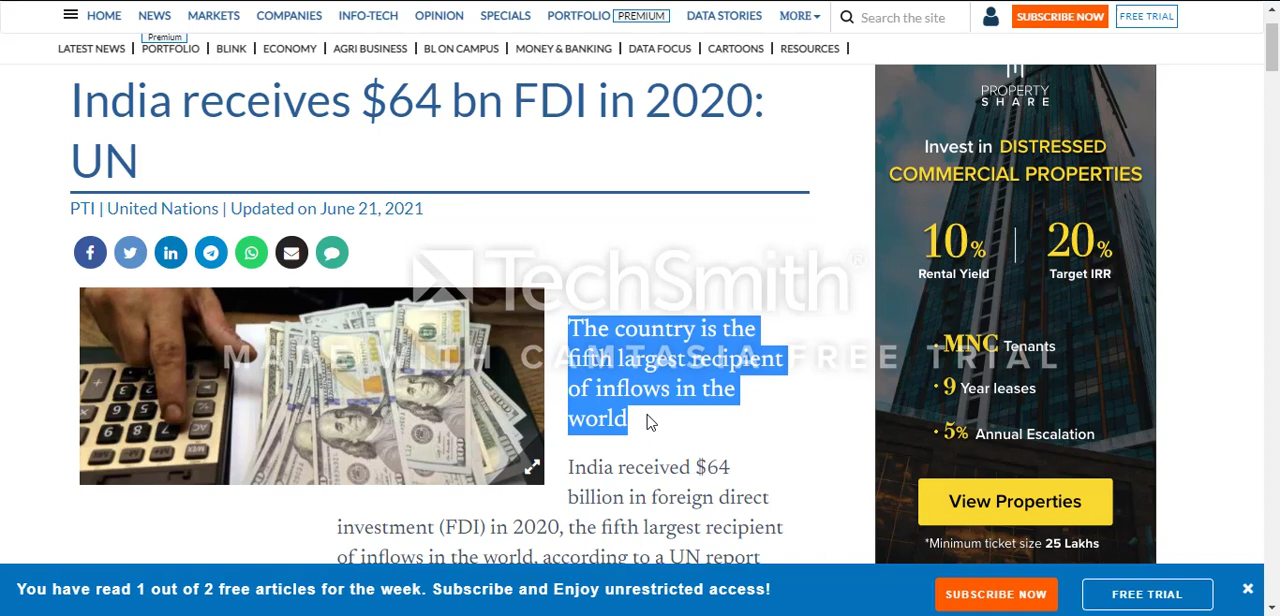 HOME NEWS MARKETS COMPANIES INFO-TECH OPINION SPECIALS PORTFOLIO PREMIUM DATA STORIES MORE Search the site SUBSCRIBE NOW FREE TRIAL
Premium
LATEST NEWS | PORTFOLIO | BLINK | ECONOMY | AGRI BUSINESS | BL ON CAMPUS | MONEY & BANKING | DATA FOCUS | CARTOONS | RESOURCES |
India receives $64 bn FDI in 2020:
UN
PTI | United Nations | Updated on June 21, 2021
TechSmith®
MADE WITH CAMTASIA FREE TRIAL
The country is the
fifth largest recipient
of inflows in the
world
India received $64
billion in foreign direct
investment (FDI) in 2020, the fifth largest recipient
of inflows in the world, according to a UN report
PROPERTY
SHARE
Invest in DISTRESSED
COMMERCIAL PROPERTIES
10% | 20%
Rental Yield Target IRR
· MNC Tenants
· 9 Year leases
· 5% Annual Escalation
View Properties
*Minimum ticket size 25 Lakhs
You have read 1 out of 2 free articles for the week. Subscribe and Enjoy unrestricted access! SUBSCRIBE NOW FREE TRIAL